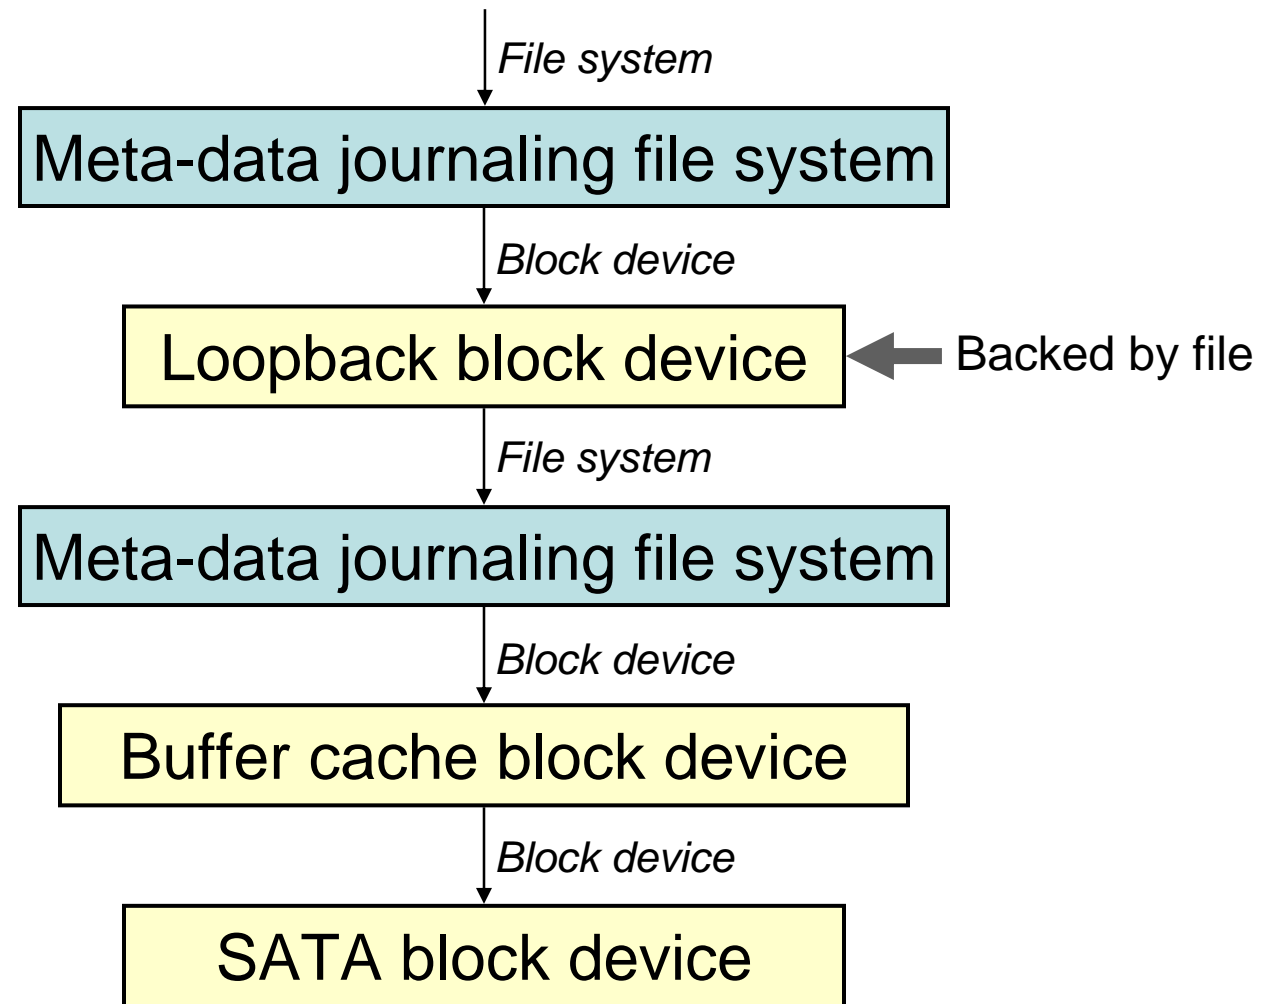 File system
Meta-data journaling file system
Block device
Loopback block device
Backed by file
File system
Meta-data journaling file system
Block device
Buffer cache block device
Block device
SATA block device